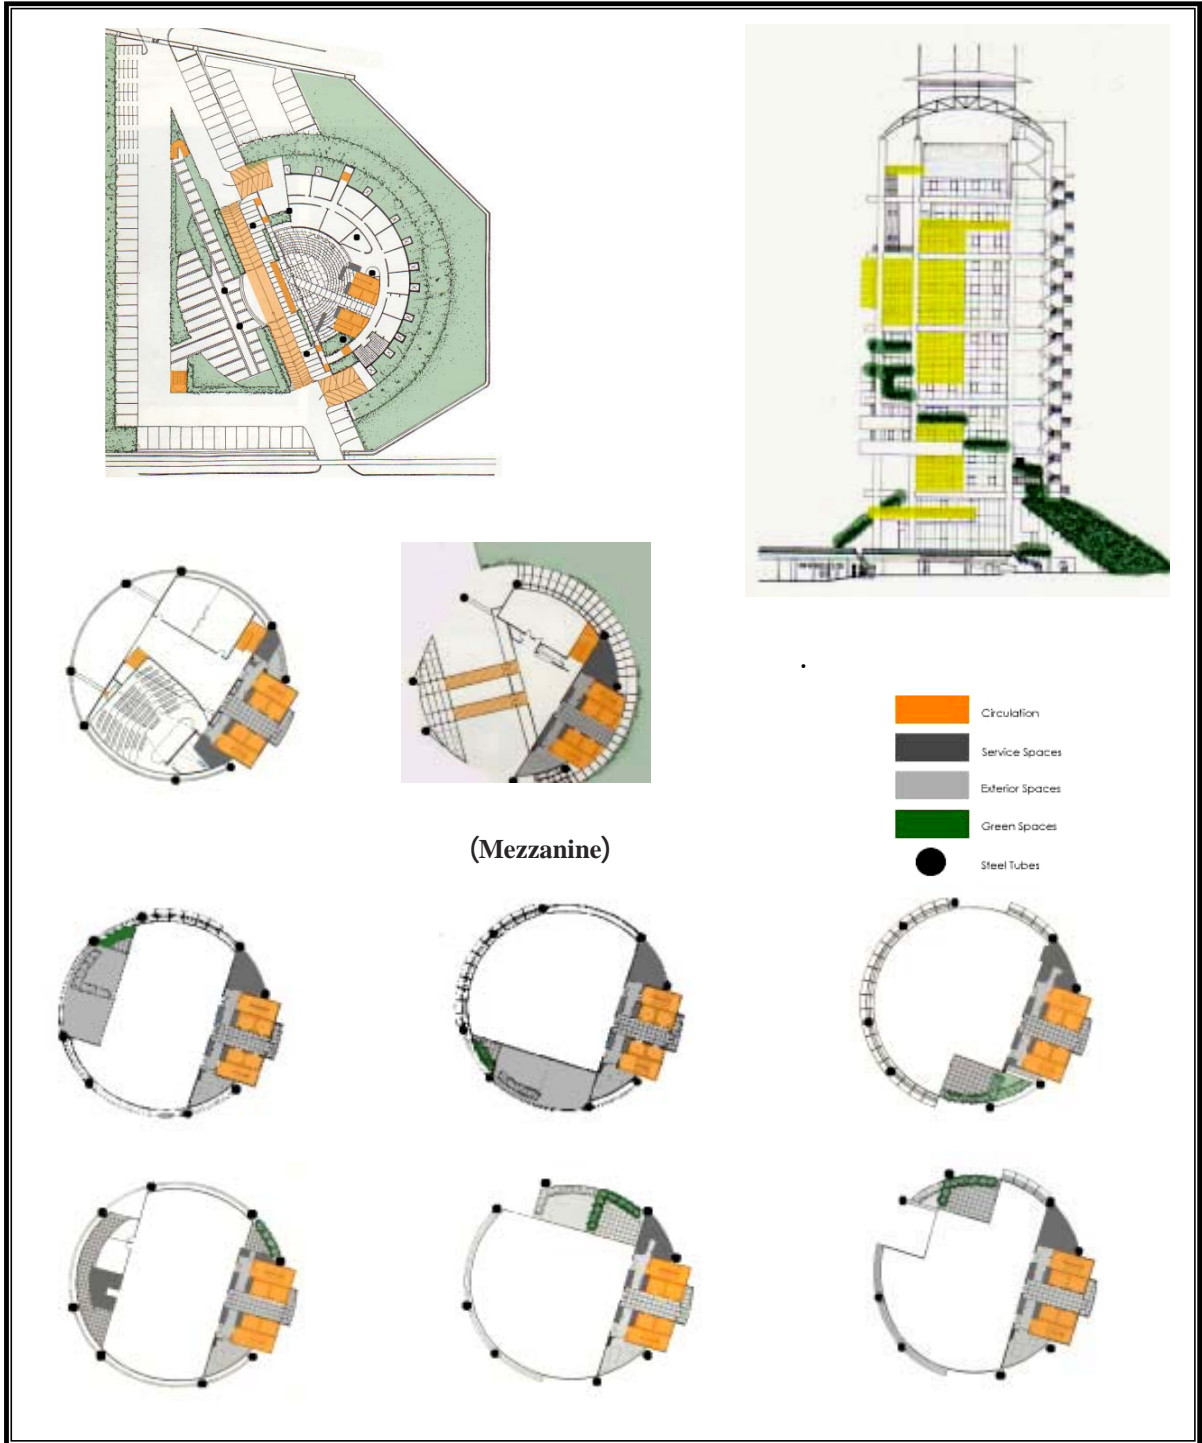 .
Circulation
Service Spaces
Exterior Spaces
Green Spaces
Steel Tubes
(Mezzanine)